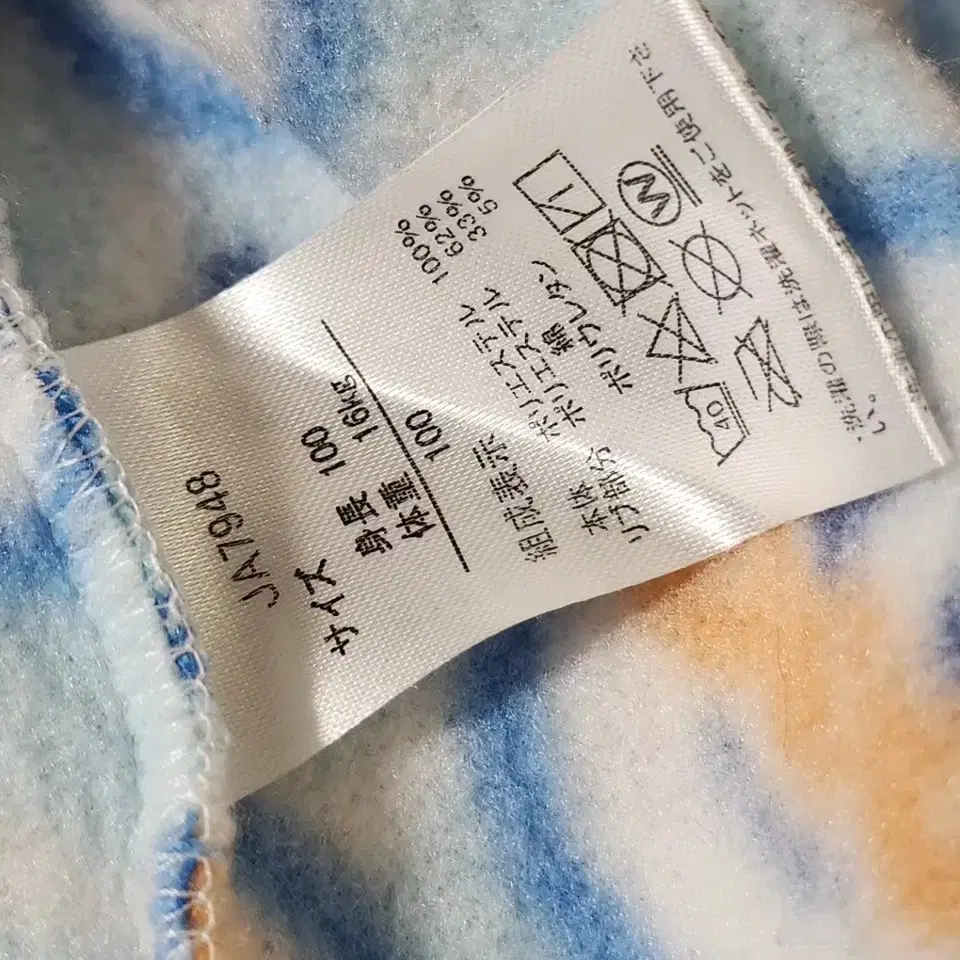 JA7948
サイズ 100
身長 100
体重 16kg
100
組成表示
本体 ポリエステル 100%
リブ部分 ポリエステル 62%
綿 33%
ポリウレタン 5%
40
W
・洗濯の際は洗濯ネットをご使用下さ
い。